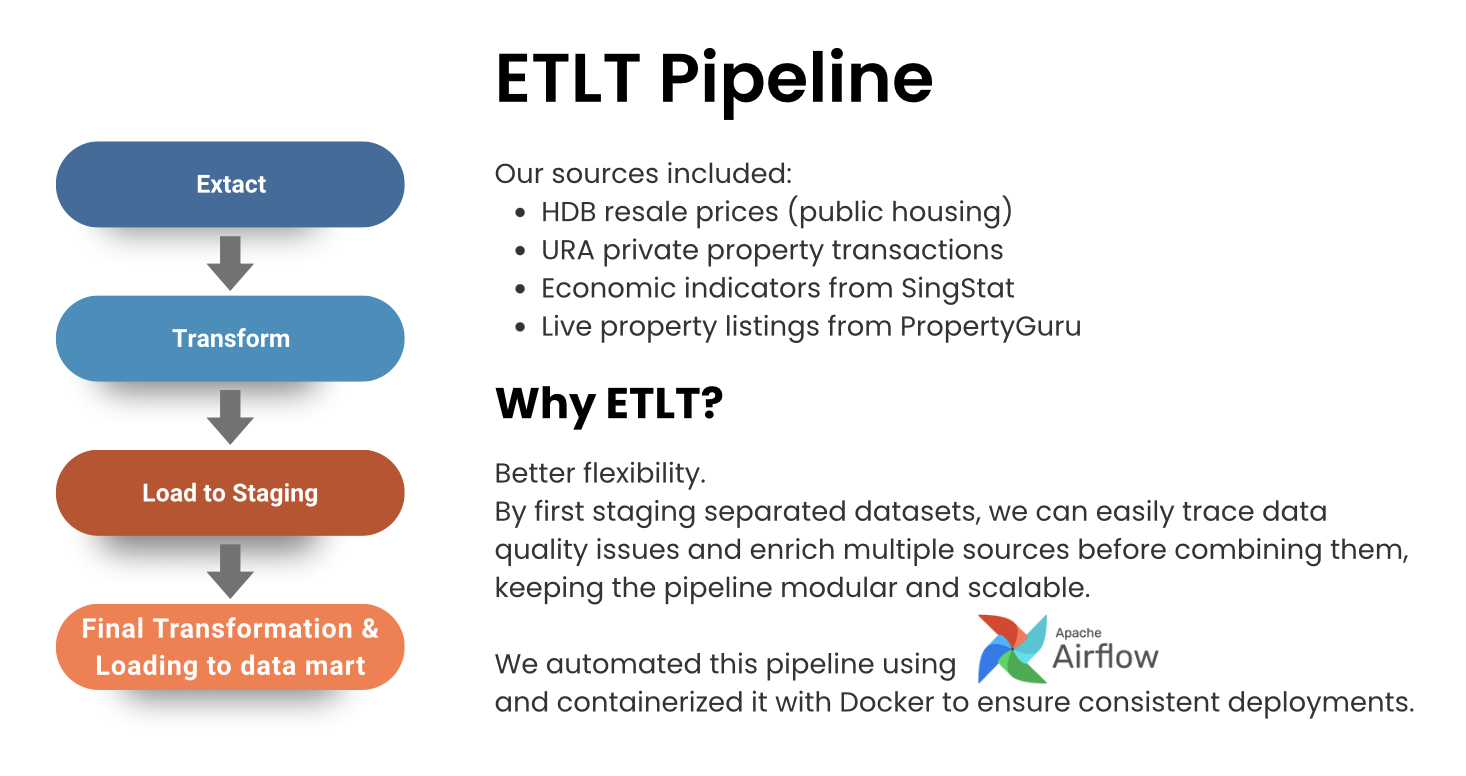 ETLT Pipeline
Extact
Transform
Load to Staging
Final Transformation &
Loading to data mart
Our sources included:
• HDB resale prices (public housing)
• URA private property transactions
• Economic indicators from SingStat
• Live property listings from PropertyGuru
Why ETLT?
Better flexibility.
By first staging separated datasets, we can easily trace data
quality issues and enrich multiple sources before combining them,
keeping the pipeline modular and scalable.
We automated this pipeline using
Apache
Airflow
and containerized it with Docker to ensure consistent deployments.